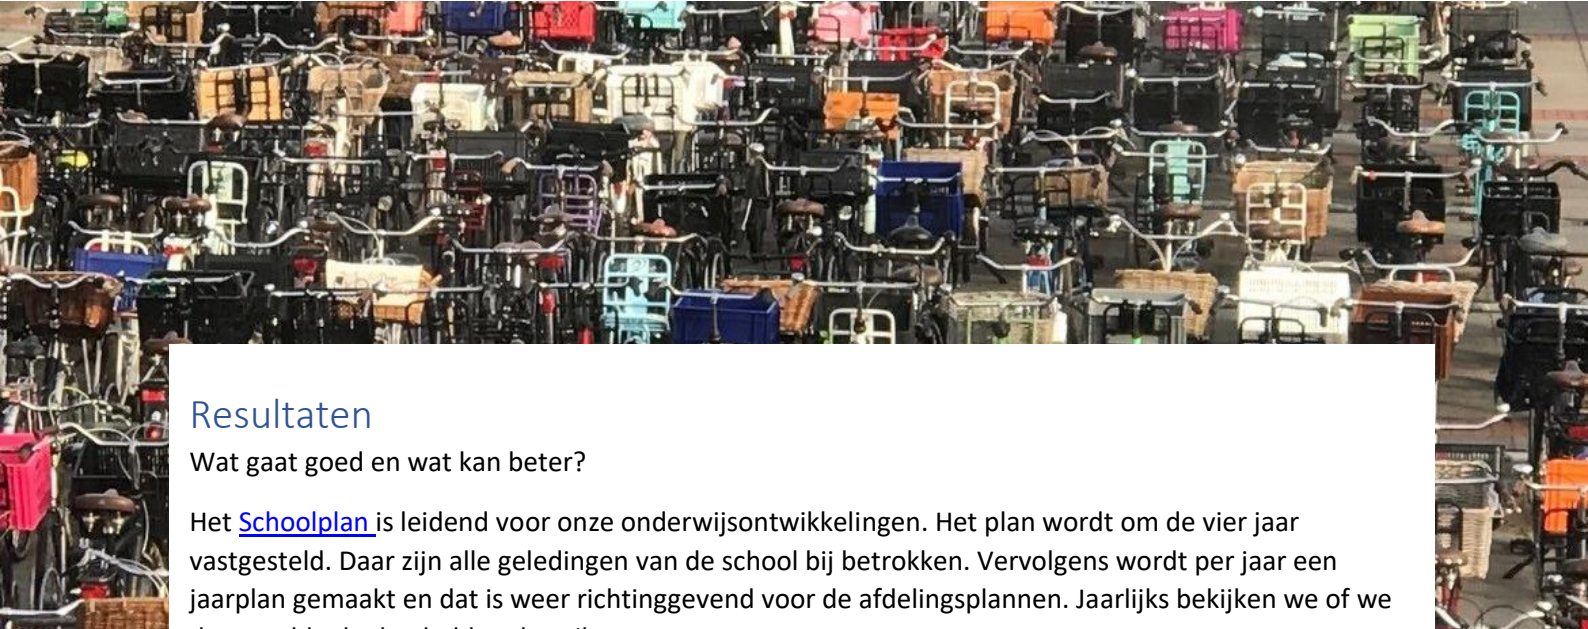 Resultaten
Wat gaat goed en wat kan beter?
Het Schoolplan is leidend voor onze onderwijsontwikkelingen. Het plan wordt om de vier jaar
vastgesteld. Daar zijn alle geledingen van de school bij betrokken. Vervolgens wordt per jaar een
jaarplan gemaakt en dat is weer richtinggevend voor de afdelingsplannen. Jaarlijks bekijken we of we